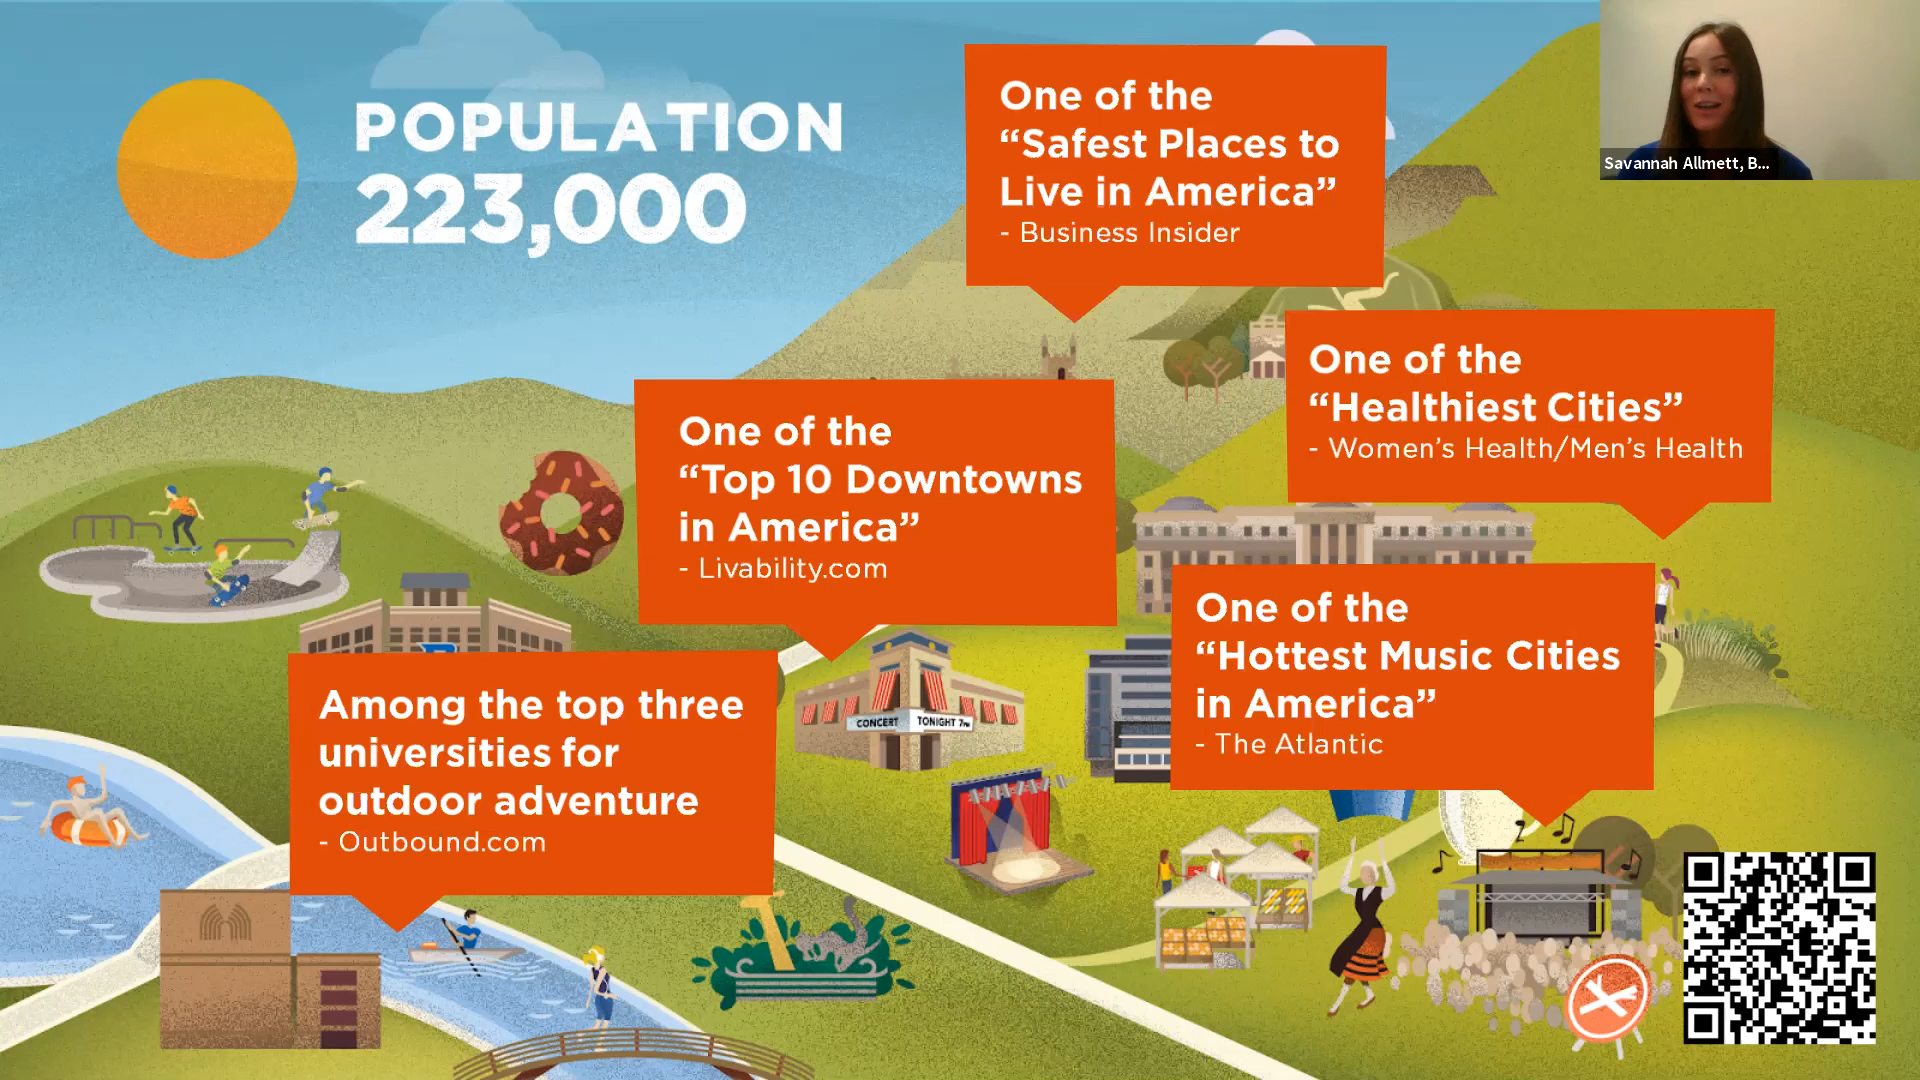 POPULATION
223,000
One of the
“Safest Places to
Live in America”
- Business Insider
Savannah Allmett, B...
One of the
“Healthiest Cities”
- Women’s Health/Men’s Health
One of the
“Top 10 Downtowns
in America”
- Livability.com
One of the
“Hottest Music Cities
in America”
- The Atlantic
Among the top three
universities for
outdoor adventure
- Outbound.com
CONCERT TONIGHT 7PM